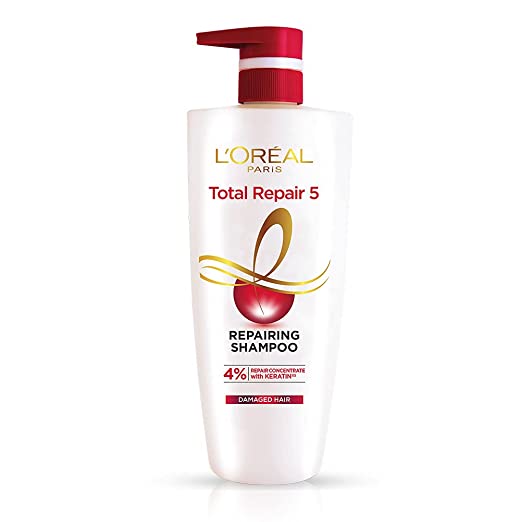 L'ORÉAL
PARIS
Total Repair 5
REPAIRING
SHAMPOO
4% REPAIR CONCENTRATE
with KERATIN
DAMAGED HAIR